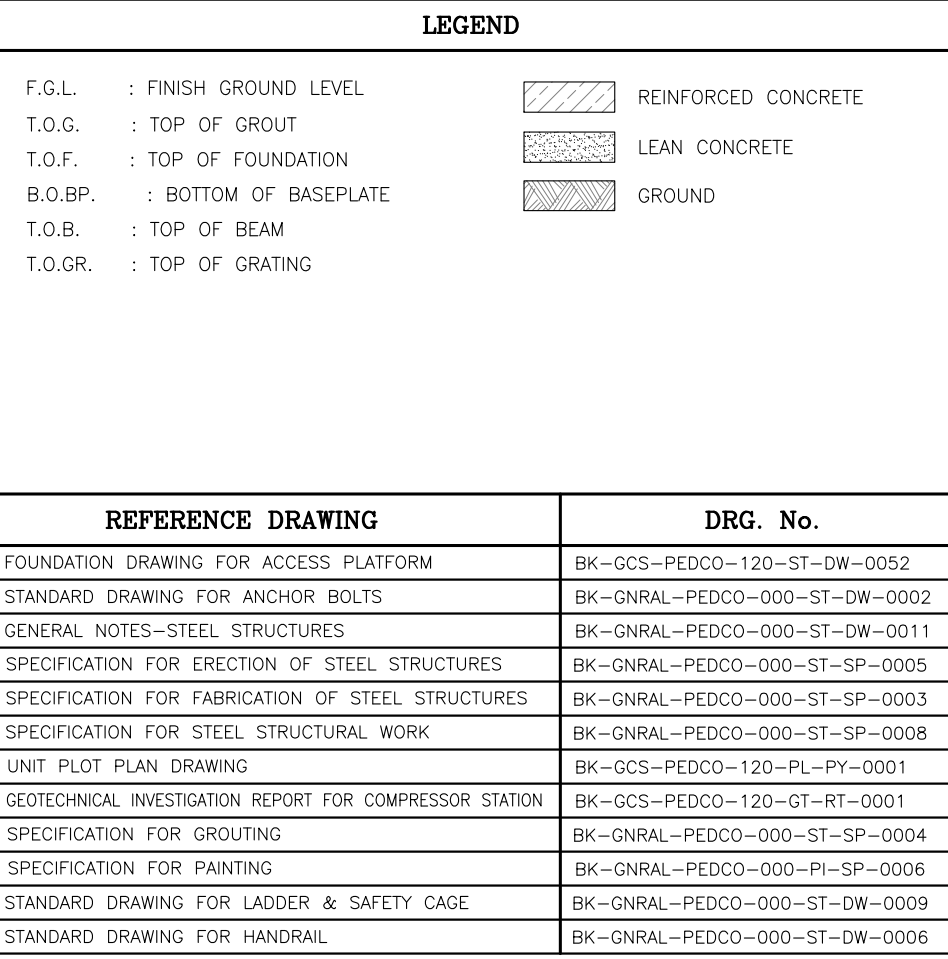 LEGEND
F.G.L. : FINISH GROUND LEVEL
T.O.G. : TOP OF GROUT
T.O.F. : TOP OF FOUNDATION
B.O.BP. : BOTTOM OF BASEPLATE
T.O.B. : TOP OF BEAM
T.O.GR. : TOP OF GRATING
REINFORCED CONCRETE
LEAN CONCRETE
GROUND
REFERENCE DRAWING DRG. No.
FOUNDATION DRAWING FOR ACCESS PLATFORM BK-GCS-PEDCO-120-ST-DW-0052
STANDARD DRAWING FOR ANCHOR BOLTS BK-GNRAL-PEDCO-000-ST-DW-0002
GENERAL NOTES-STEEL STRUCTURES BK-GNRAL-PEDCO-000-ST-DW-0011
SPECIFICATION FOR ERECTION OF STEEL STRUCTURES BK-GNRAL-PEDCO-000-ST-SP-0005
SPECIFICATION FOR FABRICATION OF STEEL STRUCTURES BK-GNRAL-PEDCO-000-ST-SP-0003
SPECIFICATION FOR STEEL STRUCTURAL WORK BK-GNRAL-PEDCO-000-ST-SP-0008
UNIT PLOT PLAN DRAWING BK-GCS-PEDCO-120-PL-PY-0001
GEOTECHNICAL INVESTIGATION REPORT FOR COMPRESSOR STATION BK-GCS-PEDCO-120-GT-RT-0001
SPECIFICATION FOR GROUTING BK-GNRAL-PEDCO-000-ST-SP-0004
SPECIFICATION FOR PAINTING BK-GNRAL-PEDCO-000-PI-SP-0006
STANDARD DRAWING FOR LADDER & SAFETY CAGE BK-GNRAL-PEDCO-000-ST-DW-0009
STANDARD DRAWING FOR HANDRAIL BK-GNRAL-PEDCO-000-ST-DW-0006